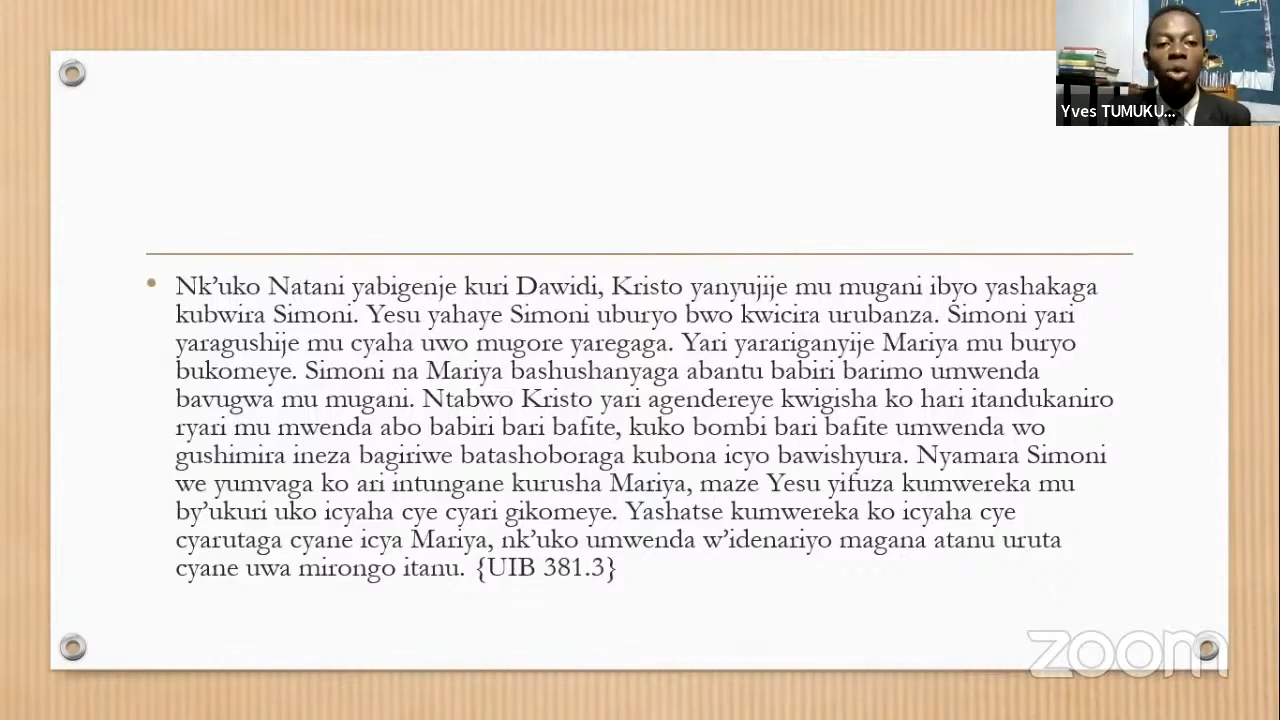 Yves TUMUKU...
• Nk’uko Natani yabigenje kuri Dawidi, Kristo yanyujije mu mugani ibyo yashakaga
kubwira Simoni. Yesu yahaye Simoni uburyo bwo kwicira urubanza. Simoni yari
yaragushije mu cyaha uwo mugore yaregaga. Yari yarariganyije Mariya mu buryo
bukomeye. Simoni na Mariya bashushanyaga abantu babiri barimo umwenda
bavugwa mu mugani. Ntabwo Kristo yari agendereye kwigisha ko hari itandukaniro
ryari mu mwenda abo babiri bari bafite, kuko bombi bari bafite umwenda wo
gushimira ineza bagiriwe batashoboraga kubona icyo bawishyura. Nyamara Simoni
we yumvaga ko ari intungane kurusha Mariya, maze Yesu yifuza kumwereka mu
by’ukuri uko icyaha cye cyari gikomeye. Yashatse kumwereka ko icyaha cye
cyarutaga cyane icya Mariya, nk’uko umwenda w’idenariyo magana atanu uruta
cyane uwa mirongo itanu. {UIB 381.3}
zoom